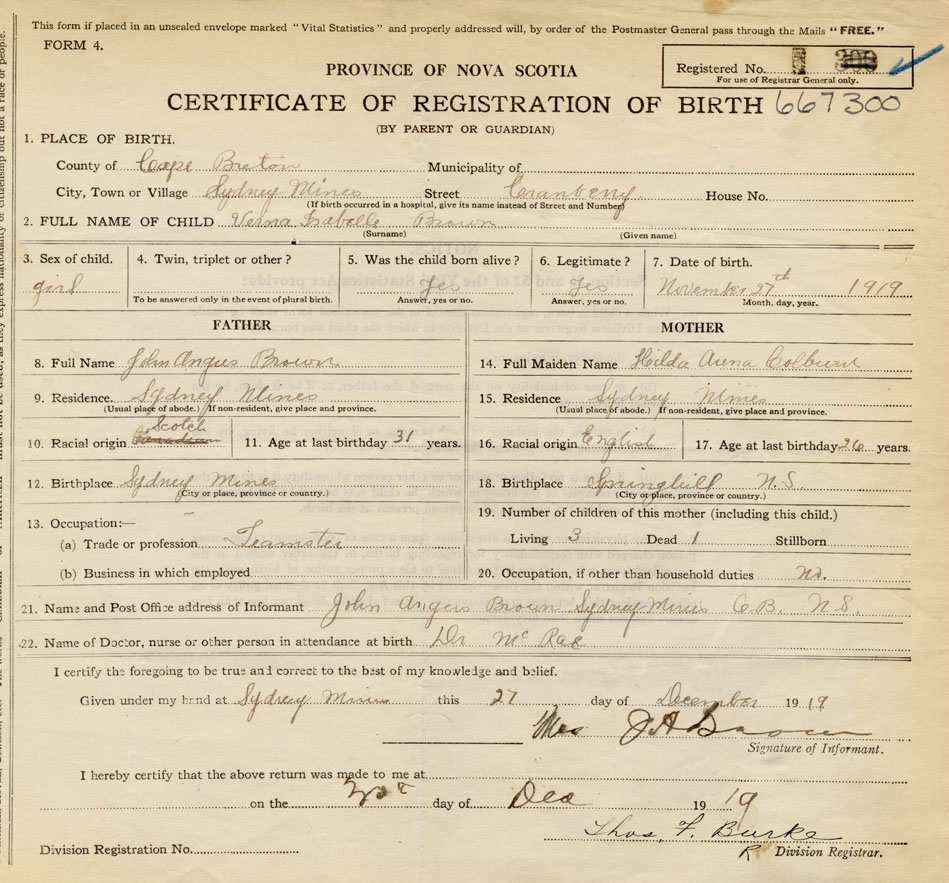 This form if placed in an unsealed envelope marked "Vital Statistics" and properly addressed will, by order of the Postmaster General pass through the Mails "FREE."
FORM 4.
Registered No.
For use of Registrar General only.
PROVINCE OF NOVA SCOTIA
CERTIFICATE OF REGISTRATION OF BIRTH 667300
(BY PARENT OR GUARDIAN)
1. PLACE OF BIRTH.
County of Cape Breton Municipality of
City, Town or Village Sydney Mines Street Cranberry House No.
(If birth occurred in a hospital, give its name instead of Street and Number)
2. FULL NAME OF CHILD Verna Isabelle Brown
(Surname) (Given name)
3. Sex of child. 4. Twin, triplet or other? 5. Was the child born alive? 6. Legitimate? 7. Date of birth.
girl Yes Yes November 27th 1919
To be answered only in the event of plural birth. Answer, yes or no. Answer, yes or no. Month, day, year.
FATHER MOTHER
8. Full Name John Angus Brown 14. Full Maiden Name Hilda Arena Colburn
9. Residence. Sydney Mines 15. Residence. Sydney Mines
(Usual place of abode.) If non-resident, give place and province. (Usual place of abode.) If non-resident, give place and province.
Scotch
10. Racial origin Canadian 11. Age at last birthday 31 years. 16. Racial origin English 17. Age at last birthday 26 years.
12. Birthplace Sydney Mines 18. Birthplace Springhill N.S.
(City or place, province or country.) (City or place, province or country.)
13. Occupation:— 19. Number of children of this mother (including this child.)
(a) Trade or profession Teamster Living 3 Dead 1 Stillborn
(b) Business in which employed 20. Occupation, if other than household duties No.
21. Name and Post Office address of Informant John Angus Brown Sydney Mines C.B. N.S.
22. Name of Doctor, nurse or other person in attendance at birth Dr McRae
I certify the foregoing to be true and correct to the best of my knowledge and belief.
Given under my hand at Sydney Mines this 27 day of December 1919
Mrs J A Brown
Signature of Informant.
I hereby certify that the above return was made to me at
on the day of Dec 1919
Thos. F. Burke
Division Registration No. R Division Registrar.